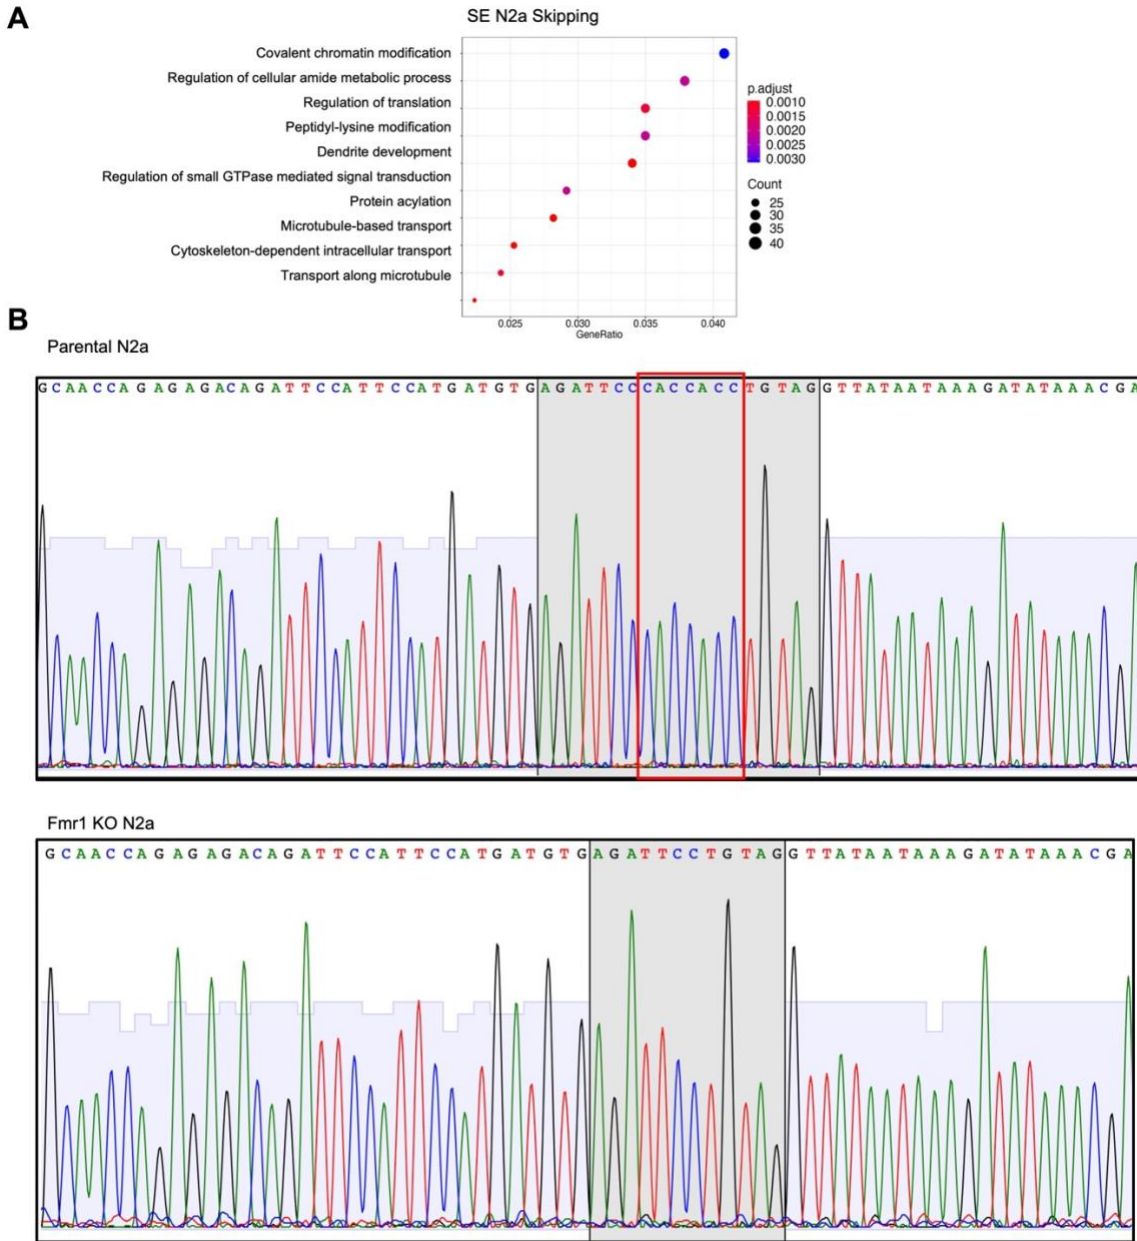 A
SE N2a Skipping
Covalent chromatin modification
Regulation of cellular amide metabolic process
Regulation of translation
Peptidyl-lysine modification
Dendrite development
Regulation of small GTPase mediated signal transduction
Protein acylation
Microtubule-based transport
Cytoskeleton-dependent intracellular transport
Transport along microtubule
p.adjust
0.0010
0.0015
0.0020
0.0025
0.0030
Count
25
30
35
40
0.025 0.030 0.035 0.040
GeneRatio
B
Parental N2a
GCAACCAGAGAGACAGATTCCATTCCATGATGTGAGATTCCCACCACCTGTAGGTTATAATAAAGATATAAACGA
Fmr1 KO N2a
GCAACCAGAGAGACAGATTCCATTCCATGATGTGAGATTCCTGTAGGTTATAATAAAGATATAAACGA